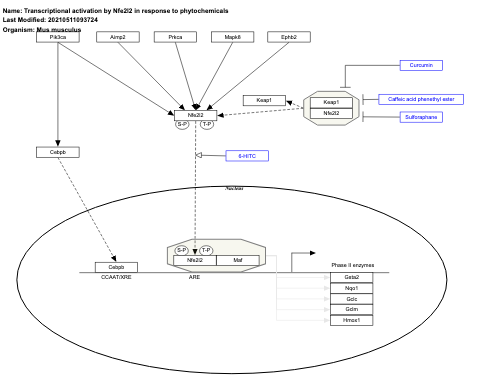 Name: Transcriptional activation by Nfe2l2 in response to phytochemicals
Last Modified: 20210511093724
Organism: Mus musculus
Pik3ca
Aimp2
Prkca
Mapk8
Ephb2
Curcumin
Keap1
Keap1
Caffeic acid phenethyl ester
Nfe2l2
Nfe2l2
Sulforaphane
S-P
T-P
Cebpb
6-HITC
Nuclei
S-P
T-P
Cebpb
Nfe2l2
Maf
Phase II enzymes
CCAAT/XRE
ARE
Gsta2
Nqo1
Gclc
Gclm
Hmox1